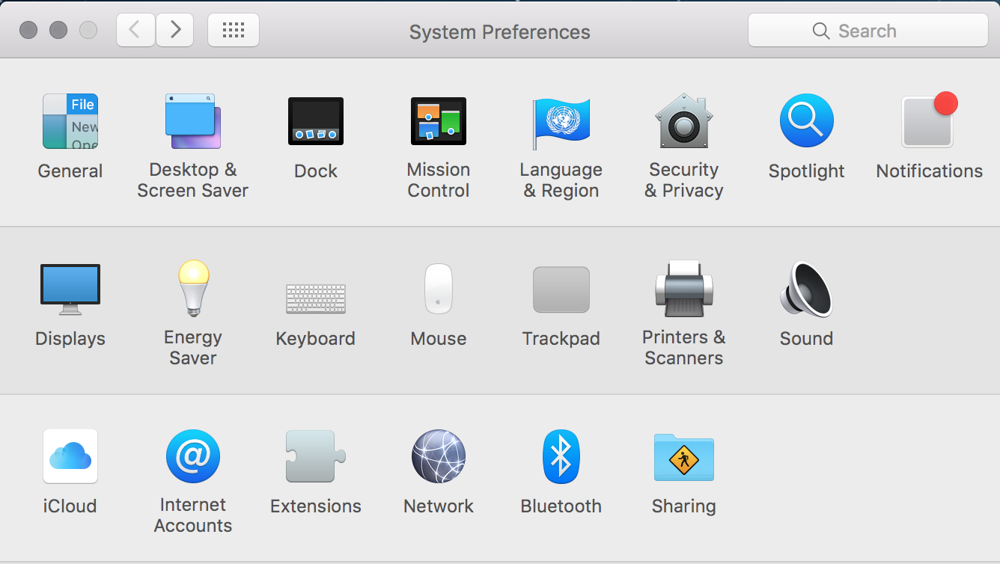 System Preferences
Search
File
New
Ope
General
Desktop &
Screen Saver
Dock
Mission
Control
Language
& Region
Security
& Privacy
Spotlight
Notifications
Displays
Energy
Saver
Keyboard
Mouse
Trackpad
Printers &
Scanners
Sound
iCloud
@
Internet
Accounts
Extensions
Network
Bluetooth
Sharing